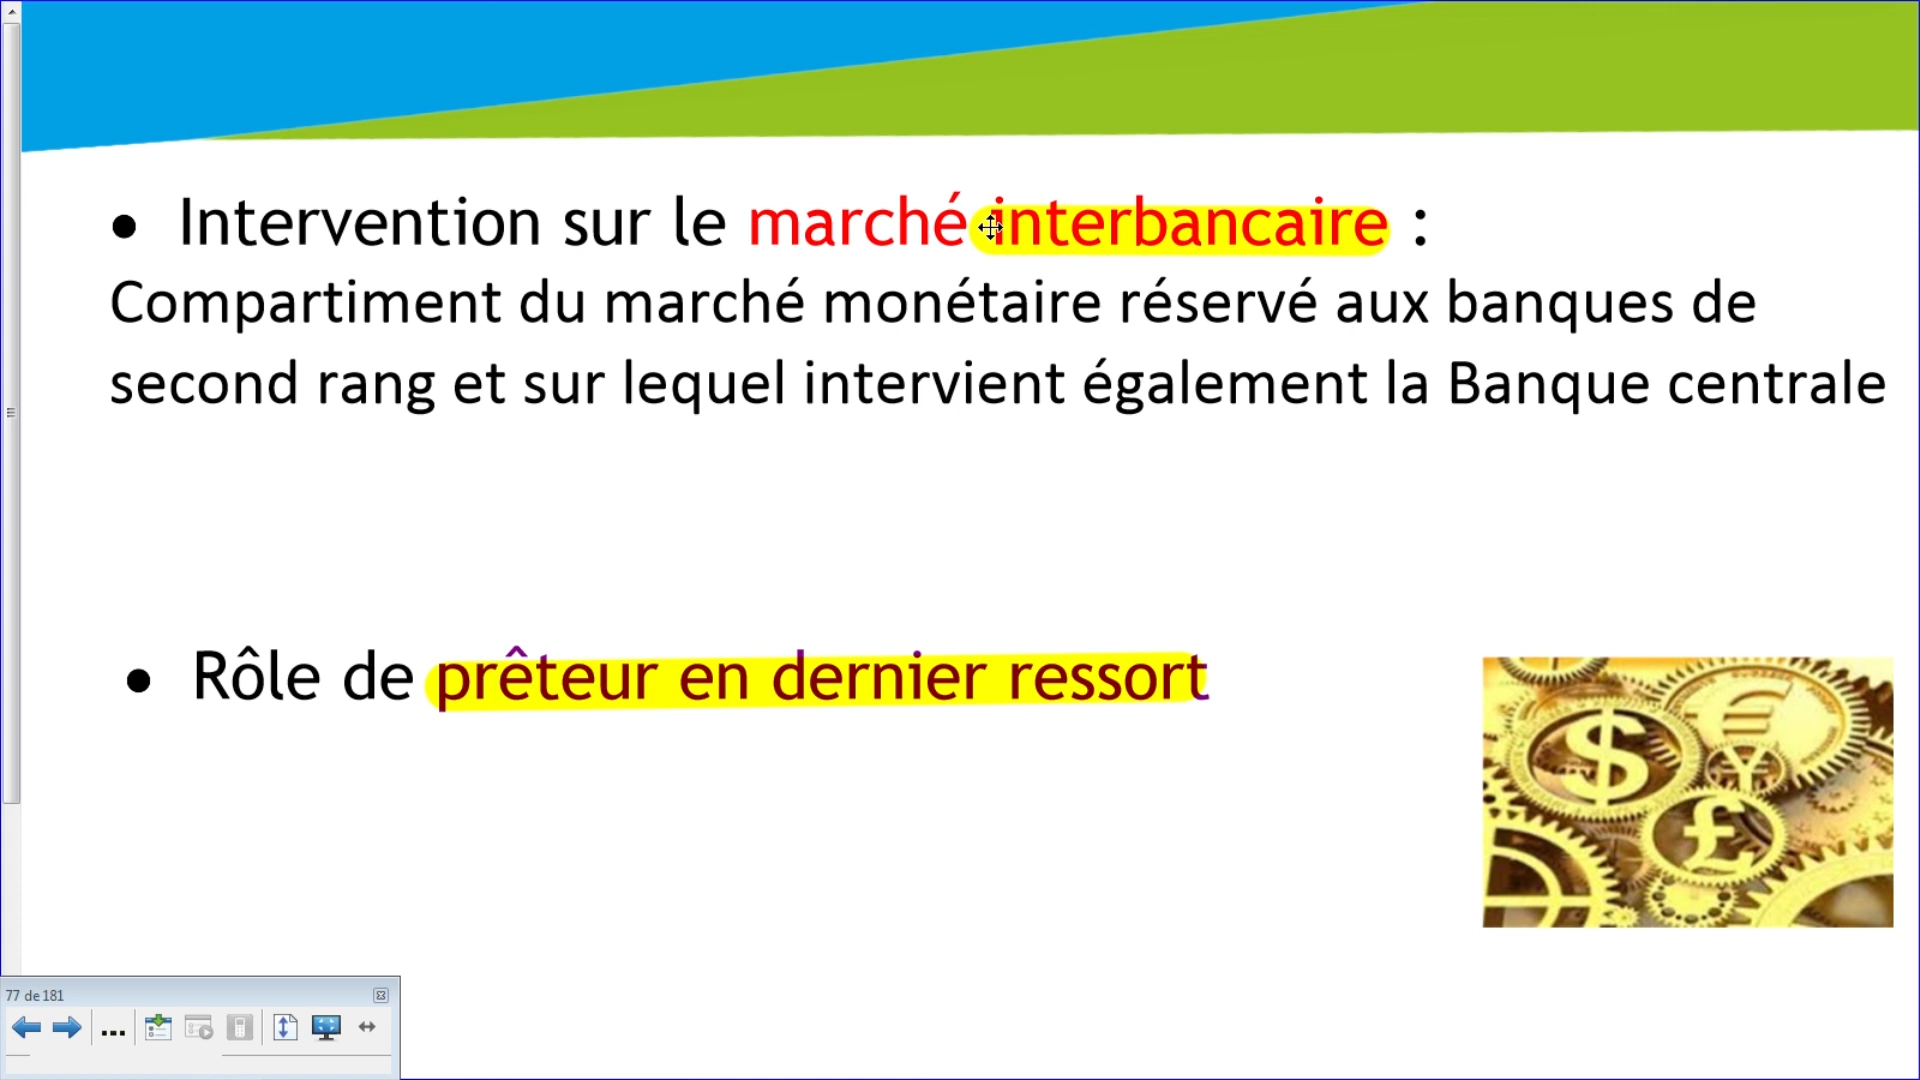 • Intervention sur le marché interbancaire :
Compartiment du marché monétaire réservé aux banques de
second rang et sur lequel intervient également la Banque centrale
• Rôle de prêteur en dernier ressort
$ € ¥ £
77 de 181
...